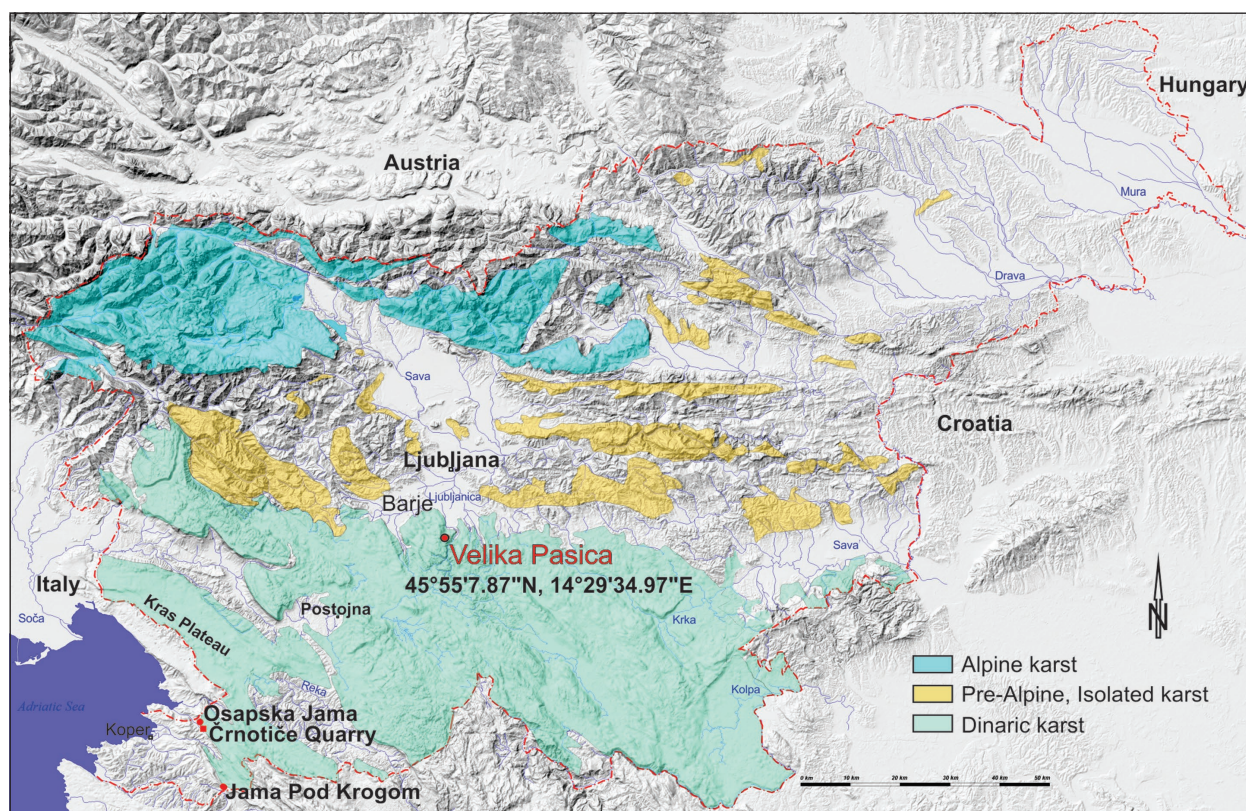 Hungary
Austria
Mura
Drava
Sava
Croatia
Ljubljana
Ljubljanica
Barje
Sava
Velika Pasica
45°55'7.87"N, 14°29'34.97"E
Italy
Postojna
Soča
Kras Plateau
Krka
N
Reka
Kolpa
Alpine karst
Pre-Alpine, Isolated karst
Dinaric karst
Adriatic Sea
Osapska Jama
Koper
Črnotiče Quarry
Jama Pod Krogom
0 km 10 km 20 km 30 km 40 km 50 km